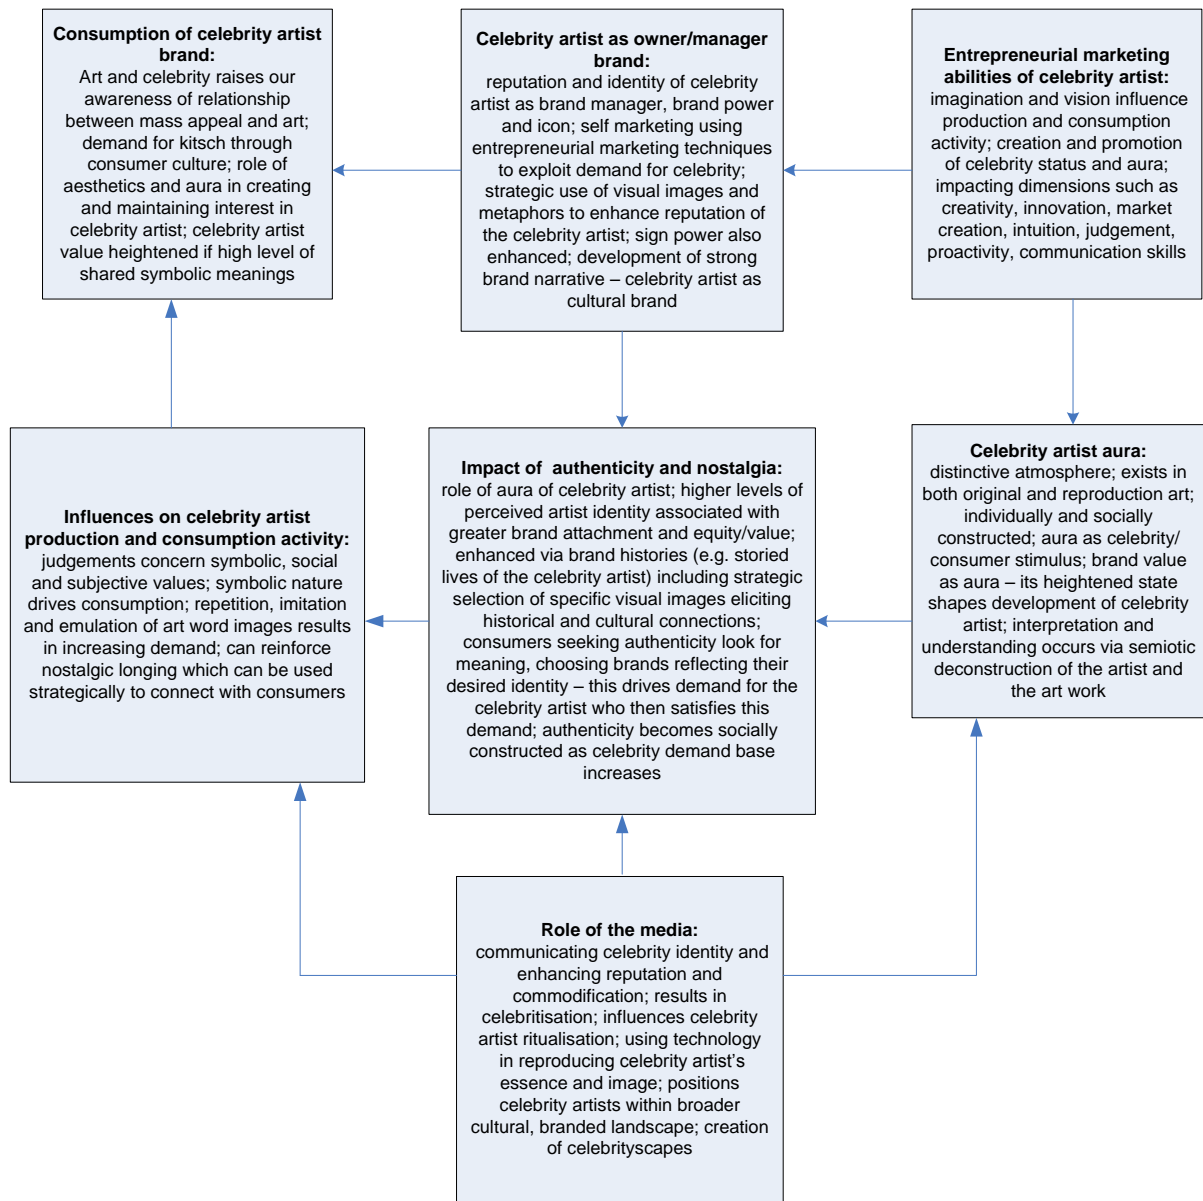 Consumption of celebrity artist
brand:
Art and celebrity raises our
awareness of relationship
between mass appeal and art;
demand for kitsch through
consumer culture; role of
aesthetics and aura in creating
and maintaining interest in
celebrity artist; celebrity artist
value heightened if high level of
shared symbolic meanings
Celebrity artist as owner/manager
brand:
reputation and identity of celebrity
artist as brand manager, brand power
and icon; self marketing using
entrepreneurial marketing techniques
to exploit demand for celebrity;
strategic use of visual images and
metaphors to enhance reputation of
the celebrity artist; sign power also
enhanced; development of strong
brand narrative – celebrity artist as
cultural brand
Entrepreneurial marketing
abilities of celebrity artist:
imagination and vision influence
production and consumption
activity; creation and promotion
of celebrity status and aura;
impacting dimensions such as
creativity, innovation, market
creation, intuition, judgement,
proactivity, communication skills
Influences on celebrity artist
production and consumption activity:
judgements concern symbolic, social
and subjective values; symbolic nature
drives consumption; repetition, imitation
and emulation of art word images results
in increasing demand; can reinforce
nostalgic longing which can be used
strategically to connect with consumers
Impact of authenticity and nostalgia:
role of aura of celebrity artist; higher levels of
perceived artist identity associated with
greater brand attachment and equity/value;
enhanced via brand histories (e.g. storied
lives of the celebrity artist) including strategic
selection of specific visual images eliciting
historical and cultural connections;
consumers seeking authenticity look for
meaning, choosing brands reflecting their
desired identity – this drives demand for the
celebrity artist who then satisfies this
demand; authenticity becomes socially
constructed as celebrity demand base
increases
Celebrity artist aura:
distinctive atmosphere; exists in
both original and reproduction art;
individually and socially
constructed; aura as celebrity/
consumer stimulus; brand value
as aura – its heightened state
shapes development of celebrity
artist; interpretation and
understanding occurs via semiotic
deconstruction of the artist and
the art work
Role of the media:
communicating celebrity identity and
enhancing reputation and
commodification; results in
celebritisation; influences celebrity
artist ritualisation; using technology
in reproducing celebrity artist's
essence and image; positions
celebrity artists within broader
cultural, branded landscape; creation
of celebrityscapes